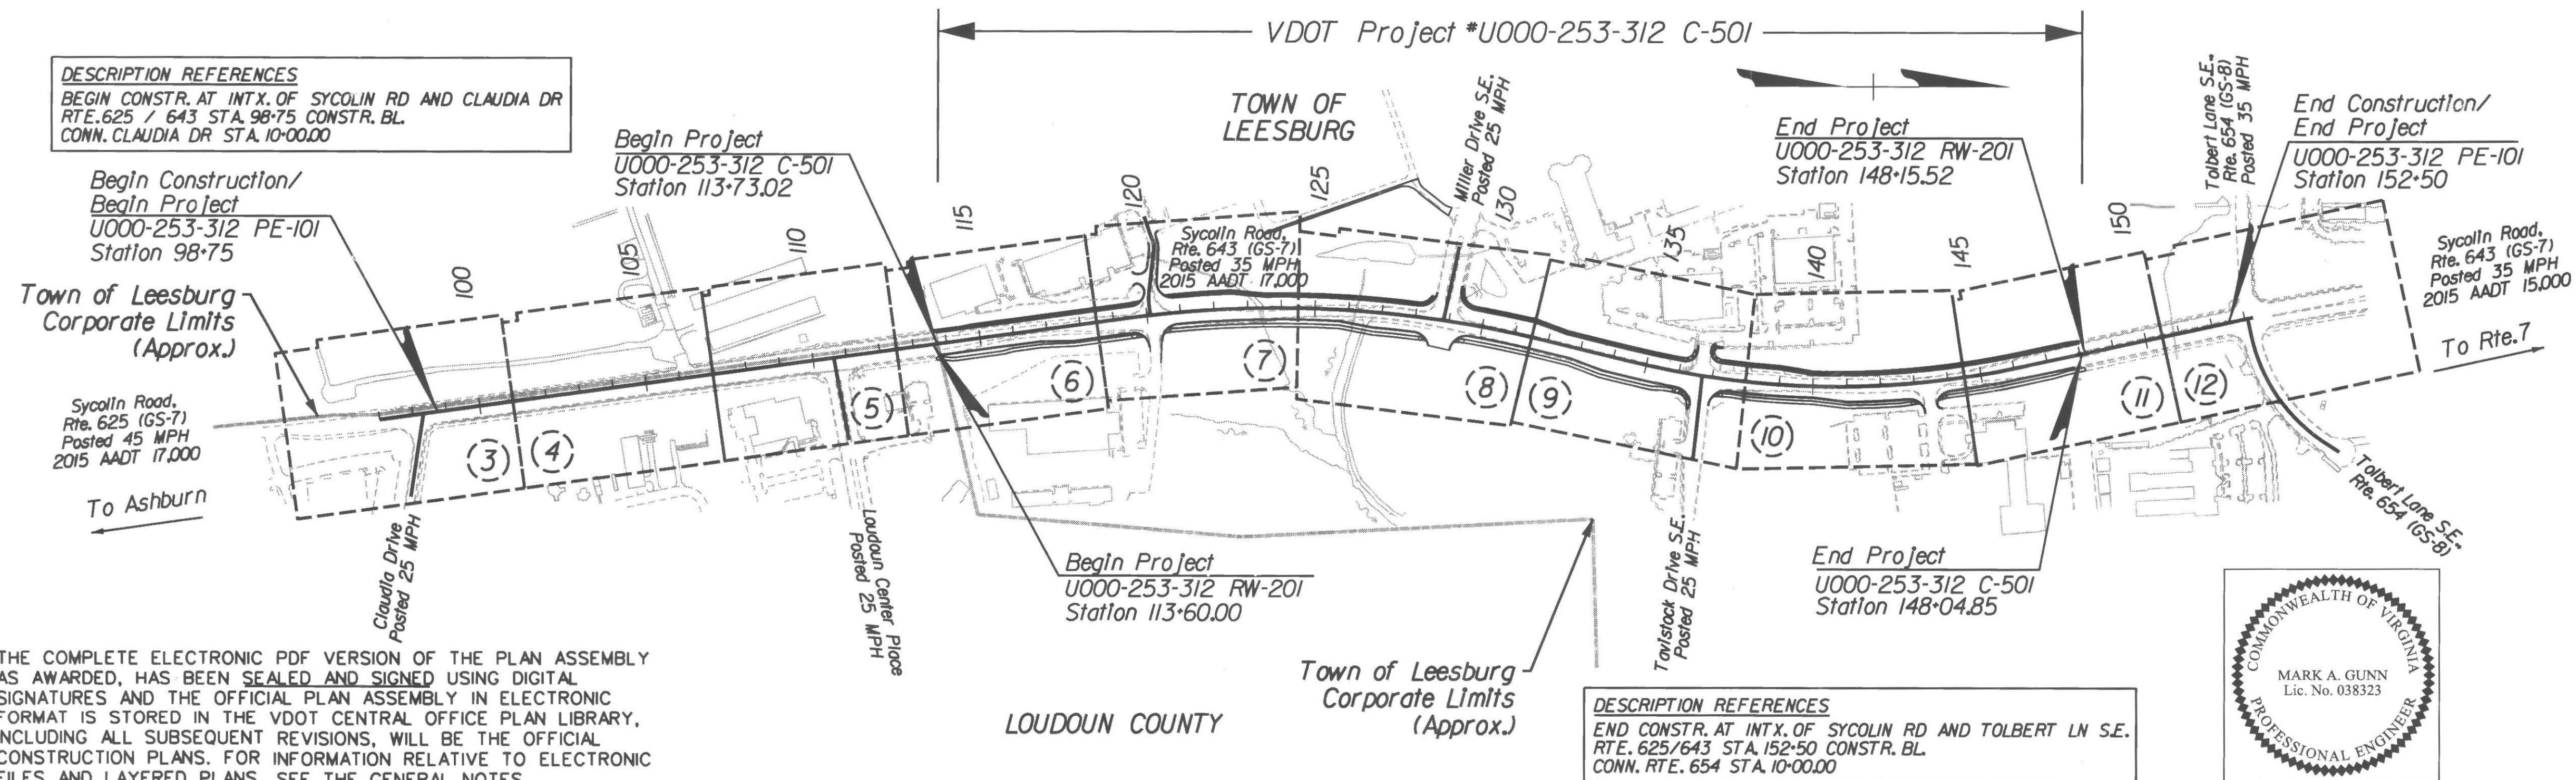 VDOT Project #U000-253-312 C-501
DESCRIPTION REFERENCES
BEGIN CONSTR. AT INTX. OF SYCOLIN RD AND CLAUDIA DR
RTE. 625 / 643 STA. 98+75 CONSTR. BL.
CONN. CLAUDIA DR STA. 10+00.00
Begin Construction/
Begin Project
U000-253-312 PE-101
Station 98+75
Town of Leesburg
Corporate Limits
(Approx.)
Sycolin Road,
Rte. 625 (GS-7)
Posted 45 MPH
2015 AADT 17,000
To Ashburn
Begin Project
U000-253-312 C-501
Station 113+73.02
TOWN OF
LEESBURG
Miller Drive S.E.
Posted 25 MPH
End Project
U000-253-312 RW-201
Station 148+15.52
Tolbert Lane S.E.
Rte. 654 (GS-8)
Posted 35 MPH
End Construction/
End Project
U000-253-312 PE-101
Station 152+50
Sycolin Road,
Rte. 643 (GS-7)
Posted 35 MPH
2015 AADT 15,000
To Rte. 7
100
105
110
115
120
125
130
135
140
145
150
Sycolin Road,
Rte. 643 (GS-7)
Posted 35 MPH
2015 AADT 17,000
3
4
5
6
7
8
9
10
11
12
Claudia Drive
Posted 25 MPH
Loudoun Center Place
Posted 25 MPH
Begin Project
U000-253-312 RW-201
Station 113+60.00
Tavistock Drive S.E.
Posted 25 MPH
End Project
U000-253-312 C-501
Station 148+04.85
Tolbert Lane S.E.
Rte. 654 (GS-8)
Town of Leesburg
Corporate Limits
(Approx.)
LOUDOUN COUNTY
THE COMPLETE ELECTRONIC PDF VERSION OF THE PLAN ASSEMBLY
AS AWARDED, HAS BEEN SEALED AND SIGNED USING DIGITAL
SIGNATURES AND THE OFFICIAL PLAN ASSEMBLY IN ELECTRONIC
FORMAT IS STORED IN THE VDOT CENTRAL OFFICE PLAN LIBRARY,
INCLUDING ALL SUBSEQUENT REVISIONS, WILL BE THE OFFICIAL
CONSTRUCTION PLANS. FOR INFORMATION RELATIVE TO ELECTRONIC
FILES AND LAYERED PLANS, SEE THE GENERAL NOTES
DESCRIPTION REFERENCES
END CONSTR. AT INTX. OF SYCOLIN RD AND TOLBERT LN S.E.
RTE. 625/643 STA. 152+50 CONSTR. BL.
CONN. RTE. 654 STA. 10+00.00
COMMONWEALTH OF VIRGINIA
MARK A. GUNN
Lic. No. 038323
PROFESSIONAL ENGINEER